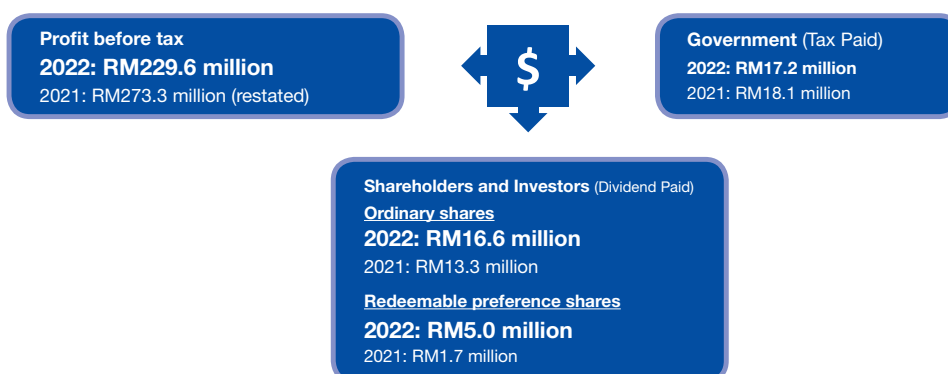 Profit before tax
2022: RM229.6 million
2021: RM273.3 million (restated)
$
Government (Tax Paid)
2022: RM17.2 million
2021: RM18.1 million
Shareholders and Investors (Dividend Paid)
Ordinary shares
2022: RM16.6 million
2021: RM13.3 million
Redeemable preference shares
2022: RM5.0 million
2021: RM1.7 million